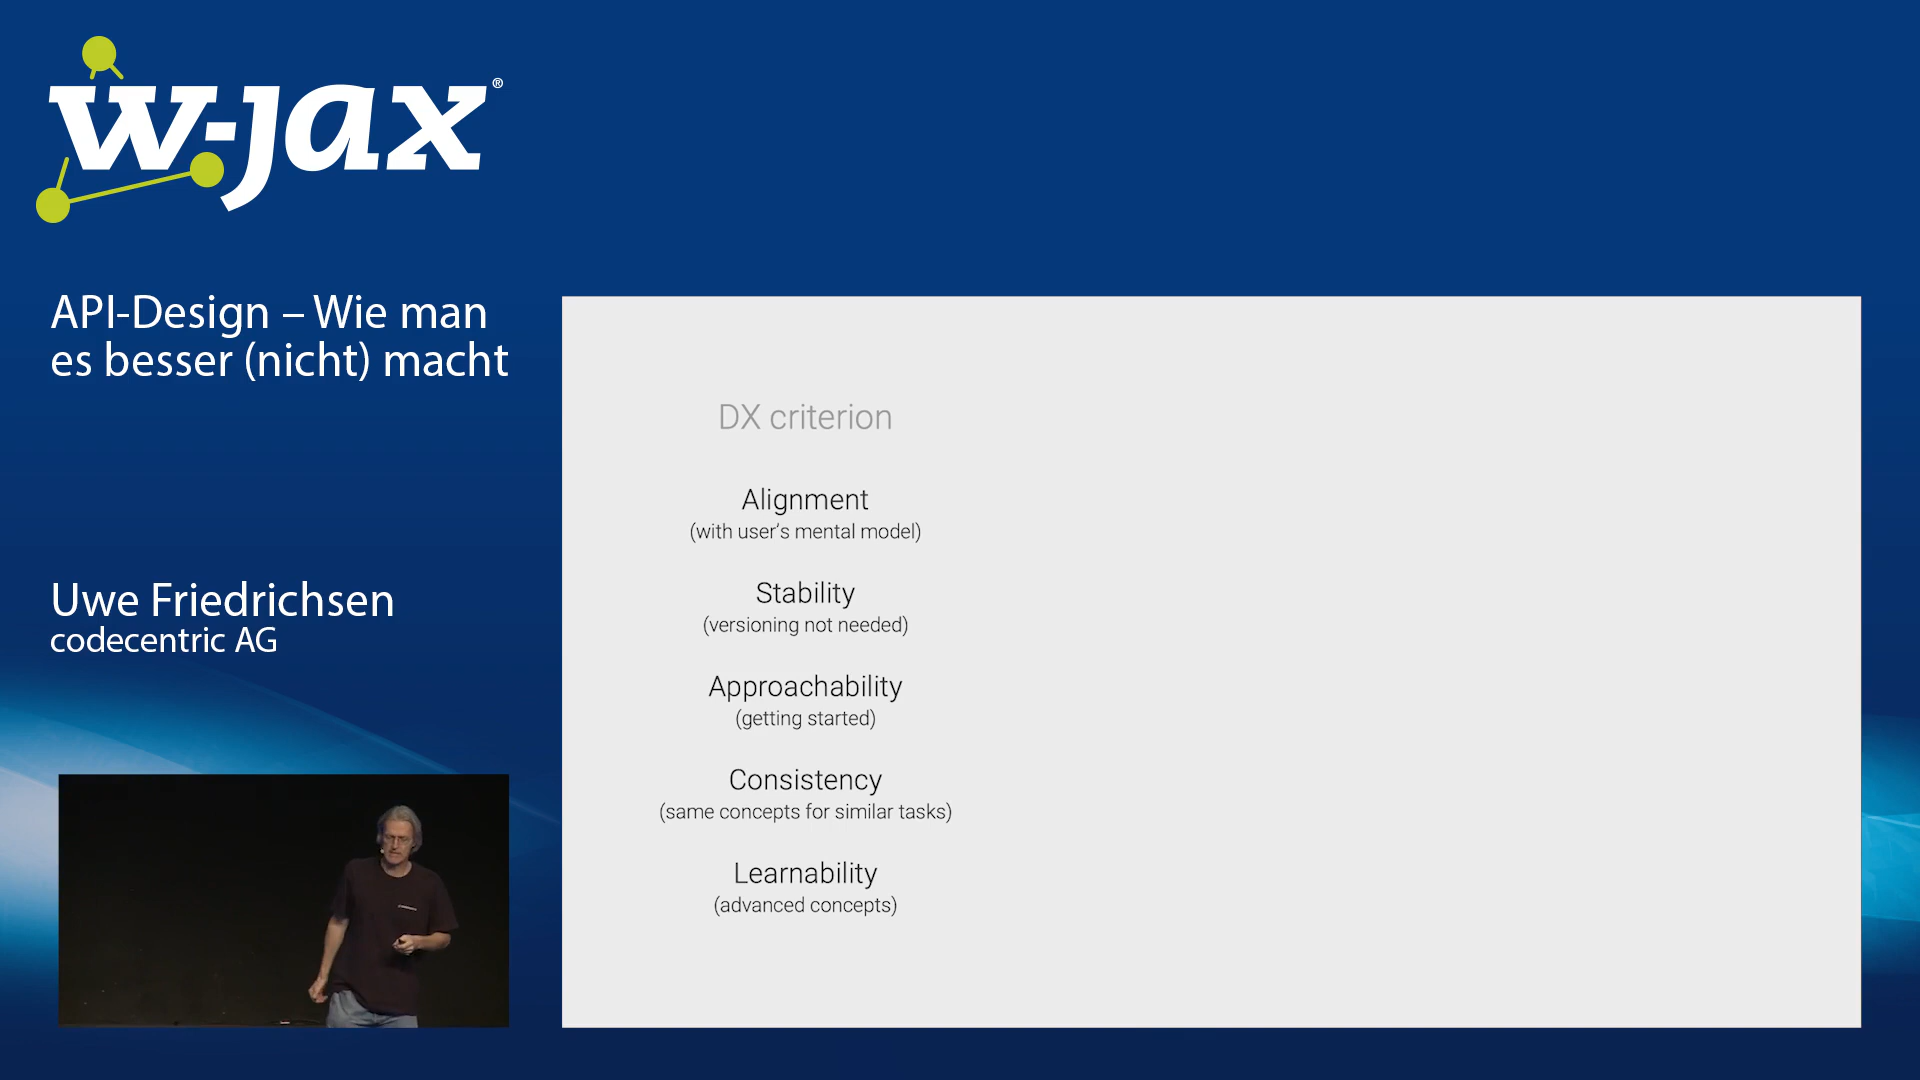 w-jax®
API-Design – Wie man
es besser (nicht) macht
Uwe Friedrichsen
codecentric AG
DX criterion
Alignment
(with user’s mental model)
Stability
(versioning not needed)
Approachability
(getting started)
Consistency
(same concepts for similar tasks)
Learnability
(advanced concepts)